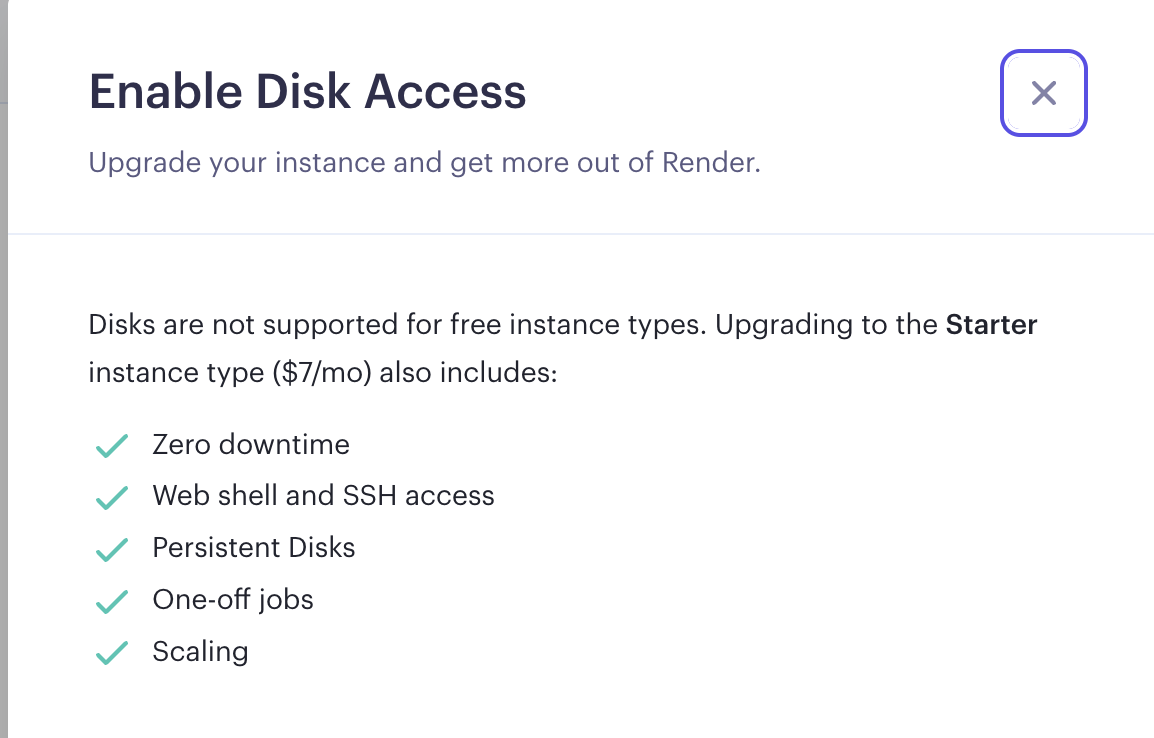 Enable Disk Access
Upgrade your instance and get more out of Render.
Disks are not supported for free instance types. Upgrading to the Starter
instance type ($7/mo) also includes:
Zero downtime
Web shell and SSH access
Persistent Disks
One-off jobs
Scaling